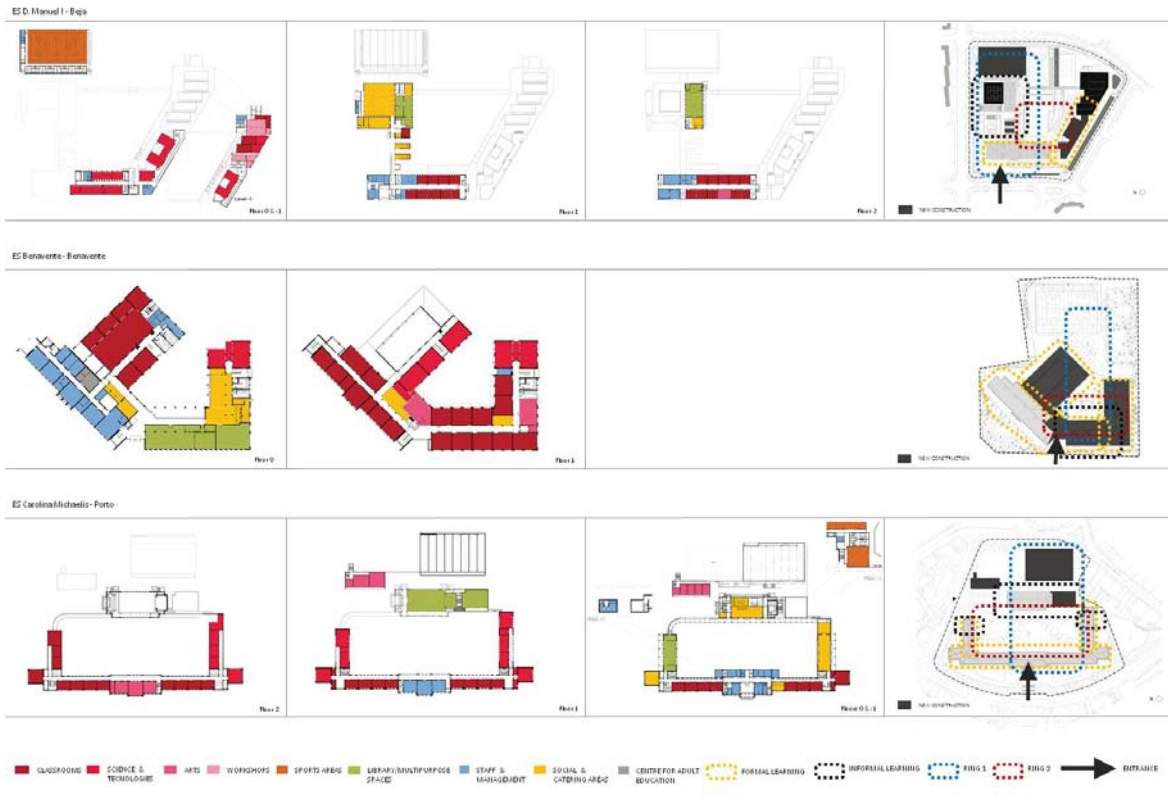 ES D. Manuel I - Beja
Floor 0 & -1
Floor 1
Floor 2
NEW CONSTRUCTION
ES Benavente - Benavente
Floor 0
Floor 1
NEW CONSTRUCTION
ES Carolina Michaelis - Porto
Floor 2
Floor 1
Floor 0 & -1
NEW CONSTRUCTION
CLASSROOMS
SCIENCE &
TECNOLOGIES
ARTS
WORKSHOPS
SPORTS AREAS
LIBRARY/MULTIPURPOSE
SPACES
STAFF &
MANAGEMENT
SOCIAL &
CATERING AREAS
CENTRE FOR ADULT
EDUCATION
FORMAL LEARNING
INFORMAL LEARNING
RING 1
RING 2
ENTRANCE